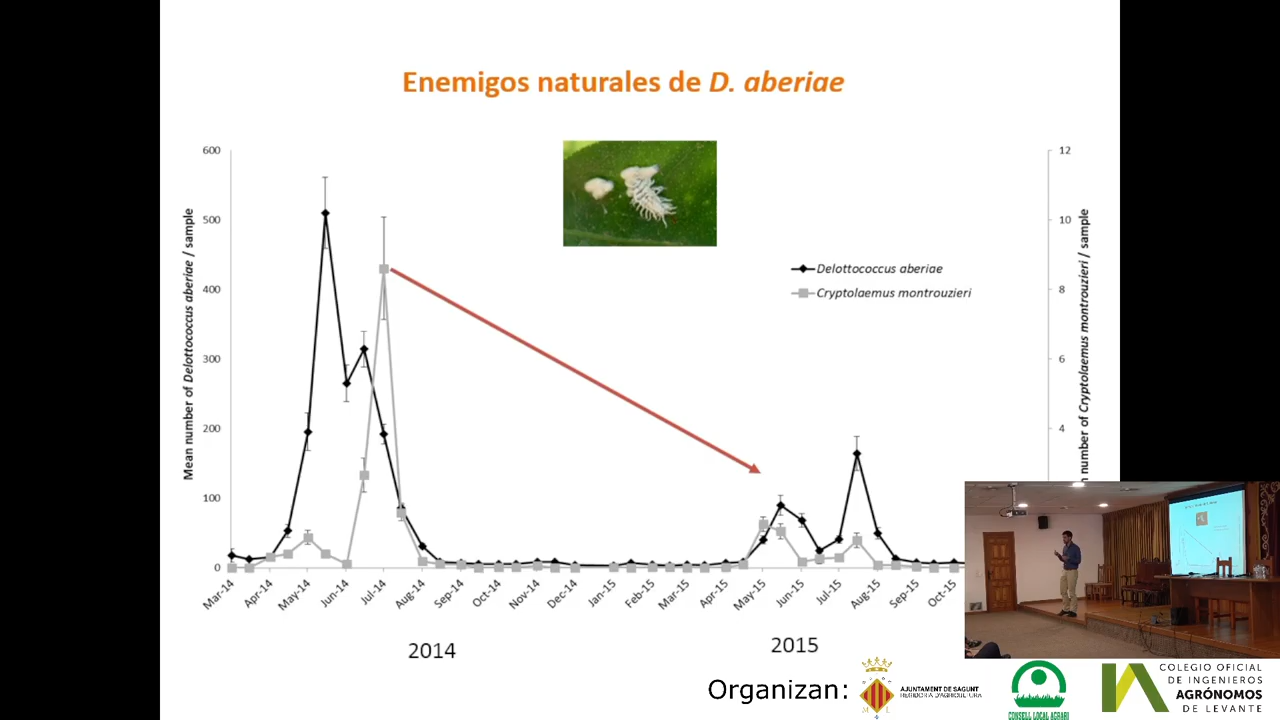 Enemigos naturales de D. aberiae
600
500
400
300
200
100
0
Mean number of Delottococcus aberiae / sample
12
10
8
6
4
n number of Cryptolaemus montrouzieri / sample
Delottococcus aberiae
Cryptolaemus montrouzieri
Mar-14
Apr-14
May-14
Jun-14
Jul-14
Aug-14
Sep-14
Oct-14
Nov-14
Dec-14
Jan-15
Feb-15
Mar-15
Apr-15
May-15
Jun-15
Jul-15
Aug-15
Sep-15
Oct-15
2014
2015
Organizan:
AJUNTAMENT DE SAGUNT
REGIDORIA D'AGRICULTURA
CONSELL LOCAL AGRARI
COLEGIO OFICIAL
DE INGENIEROS
AGRÓNOMOS
DE LEVANTE